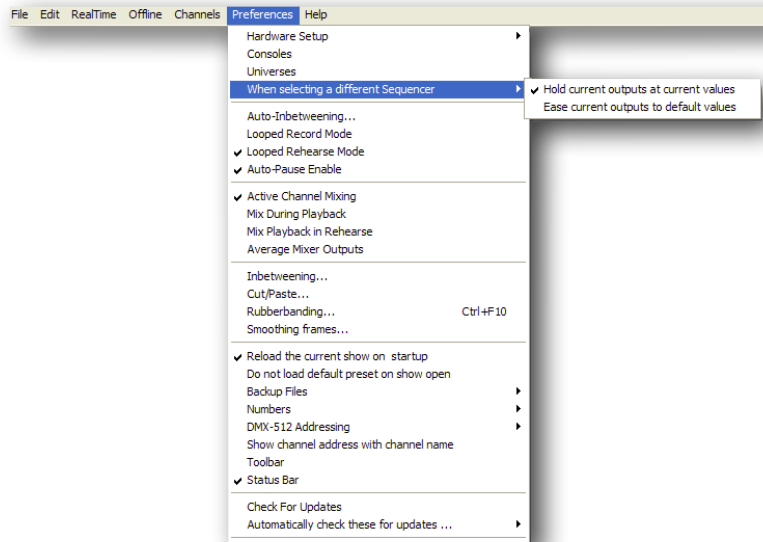 File Edit RealTime Offline Channels Preferences Help
Hardware Setup
Consoles
Universes
When selecting a different Sequencer
Hold current outputs at current values
Ease current outputs to default values
Auto-Inbetweening...
Looped Record Mode
Looped Rehearse Mode
Auto-Pause Enable
Active Channel Mixing
Mix During Playback
Mix Playback in Rehearse
Average Mixer Outputs
Inbetweening...
Cut/Paste...
Rubberbanding... Ctrl+F10
Smoothing frames...
Reload the current show on startup
Do not load default preset on show open
Backup Files
Numbers
DMX-512 Addressing
Show channel address with channel name
Toolbar
Status Bar
Check For Updates
Automatically check these for updates ...